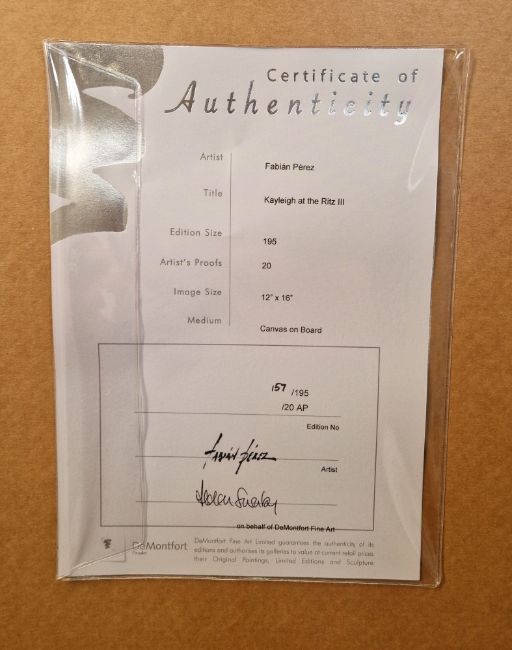 Certificate of
Authenticity
Artist Fabián Pérez
Title Kayleigh at the Ritz III
Edition Size 195
Artist's Proofs 20
Image Size 12" x 16"
Medium Canvas on Board
157 /195
/20 AP
Edition No
Fabián Pérez
Artist
on behalf of DeMontfort Fine Art
DeMontfort
DeMontfort Fine Art Limited guarantees the authenticity of its
editions and authorises its galleries to value at current retail prices
their Original Paintings, Limited Editions and Sculpture